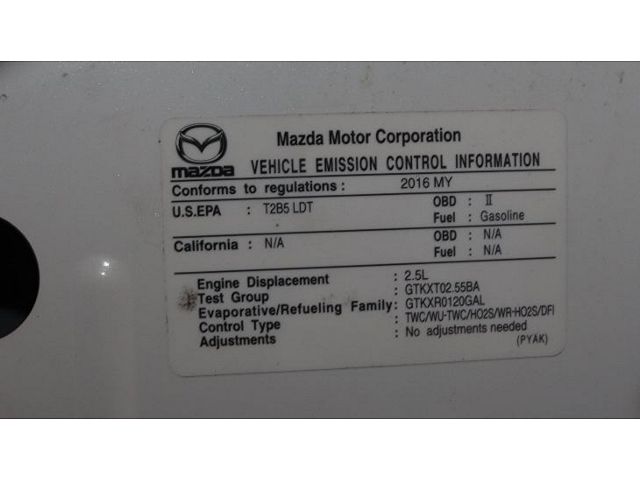 Mazda Motor Corporation
mazda VEHICLE EMISSION CONTROL INFORMATION
Conforms to regulations : 2016 MY
U.S.EPA : T2B5 LDT OBD : II
Fuel : Gasoline
California : N/A OBD : N/A
Fuel : N/A
Engine Displacement : 2.5L
Test Group : GTKXT02.55BA
Evaporative/Refueling Family: GTKXR0120GAL
Control Type : TWC/WU-TWC/HO2S/WR-HO2S/DFI
Adjustments : No adjustments needed
(PYAK)